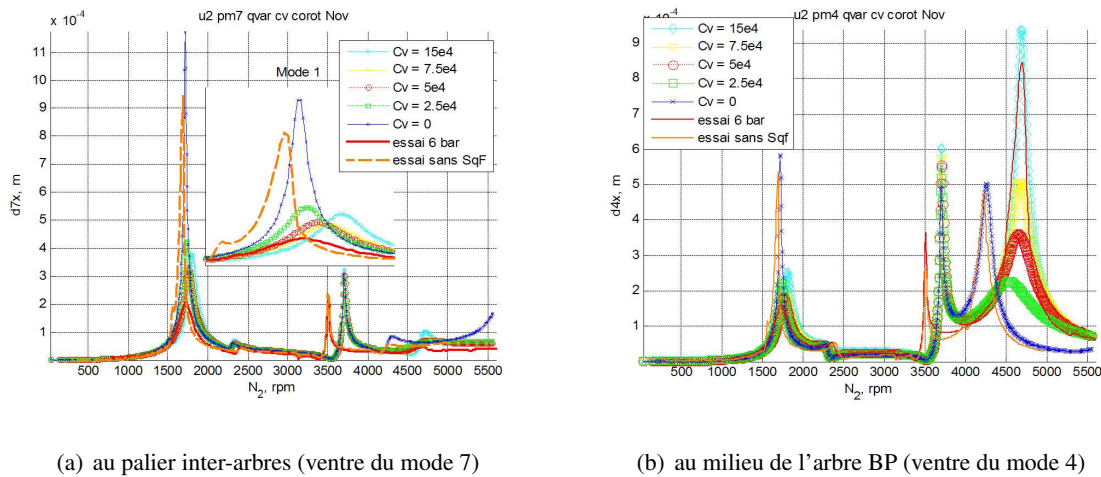 x 10⁻⁴
u2 pm7 qvar cv corot Nov
11
10
9
8
7
6
5
4
3
2
1
d7x, m
Mode 1
Cv = 15e4
Cv = 7.5e4
Cv = 5e4
Cv = 2.5e4
Cv = 0
essai 6 bar
essai sans SqF
500 1000 1500 2000 2500 3000 3500 4000 4500 5000 5500
N₂, rpm
(a) au palier inter-arbres (ventre du mode 7)
x 10⁻⁴
u2 pm4 qvar cv corot Nov
9
8
7
6
5
4
3
2
1
d4x, m
Cv = 15e4
Cv = 7.5e4
Cv = 5e4
Cv = 2.5e4
Cv = 0
essai 6 bar
essai sans Sqf
500 1000 1500 2000 2500 3000 3500 4000 4500 5000 5500
N₂, rpm
(b) au milieu de l'arbre BP (ventre du mode 4)